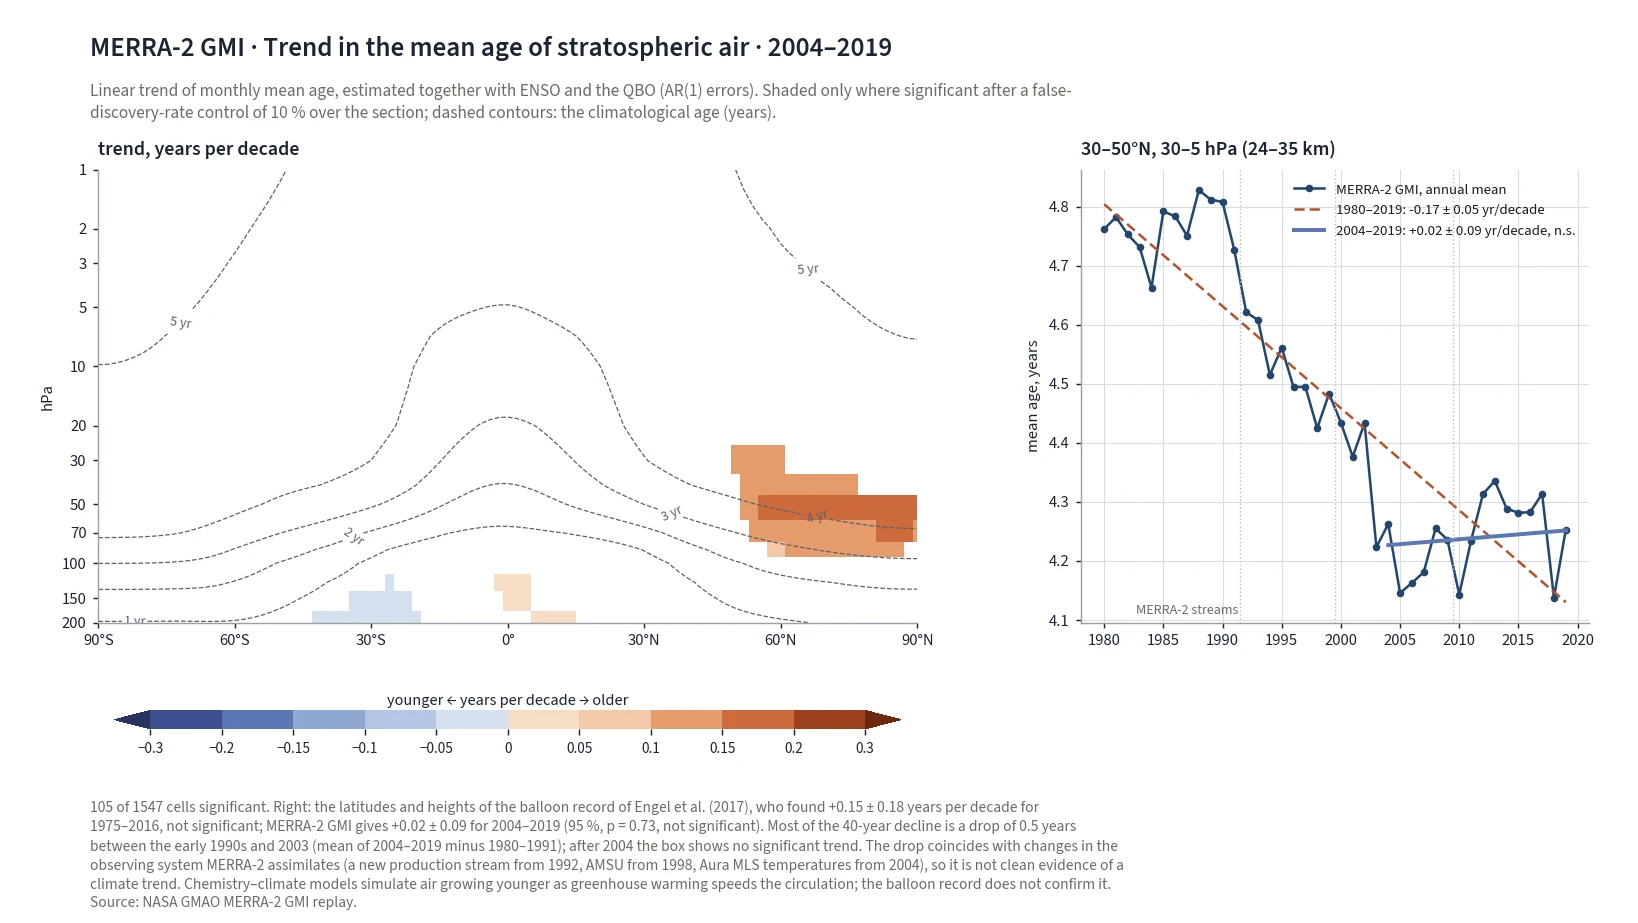 MERRA-2 GMI · Trend in the mean age of stratospheric air · 2004–2019
Linear trend of monthly mean age, estimated together with ENSO and the QBO (AR(1) errors). Shaded only where significant after a false-
discovery-rate control of 10 % over the section; dashed contours: the climatological age (years).
trend, years per decade
hPa
1
2
3
5
10
20
30
50
70
100
150
200
5 yr
5 yr
4 yr
3 yr
2 yr
1 yr
90°S
60°S
30°S
0°
30°N
60°N
90°N
younger ← years per decade → older
−0.3
−0.2
−0.15
−0.1
−0.05
0
0.05
0.1
0.15
0.2
0.3
30–50°N, 30–5 hPa (24–35 km)
mean age, years
4.8
4.7
4.6
4.5
4.4
4.3
4.2
4.1
MERRA-2 GMI, annual mean
1980–2019: -0.17 ± 0.05 yr/decade
2004–2019: +0.02 ± 0.09 yr/decade, n.s.
MERRA-2 streams
1980
1985
1990
1995
2000
2005
2010
2015
2020
105 of 1547 cells significant. Right: the latitudes and heights of the balloon record of Engel et al. (2017), who found +0.15 ± 0.18 years per decade for
1975–2016, not significant; MERRA-2 GMI gives +0.02 ± 0.09 for 2004–2019 (95 %, p = 0.73, not significant). Most of the 40-year decline is a drop of 0.5 years
between the early 1990s and 2003 (mean of 2004–2019 minus 1980–1991); after 2004 the box shows no significant trend. The drop coincides with changes in the
observing system MERRA-2 assimilates (a new production stream from 1992, AMSU from 1998, Aura MLS temperatures from 2004), so it is not clean evidence of a
climate trend. Chemistry–climate models simulate air growing younger as greenhouse warming speeds the circulation; the balloon record does not confirm it.
Source: NASA GMAO MERRA-2 GMI replay.